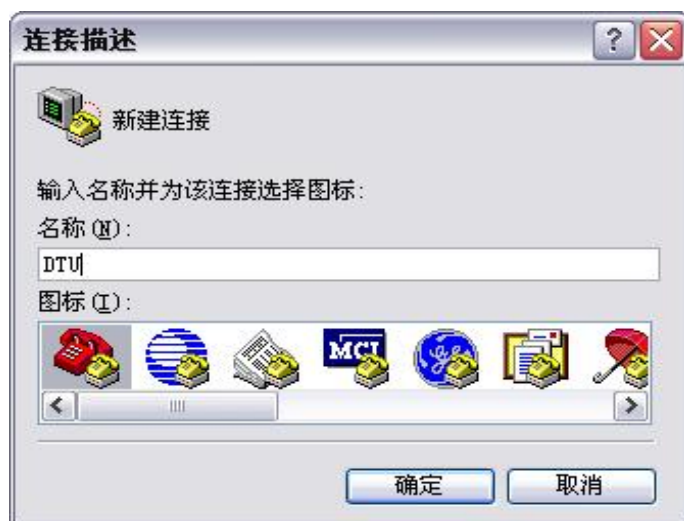 连接描述
新建连接
输入名称并为该连接选择图标:
名称(N):
DTU
图标(I):
MCI
确定 取消